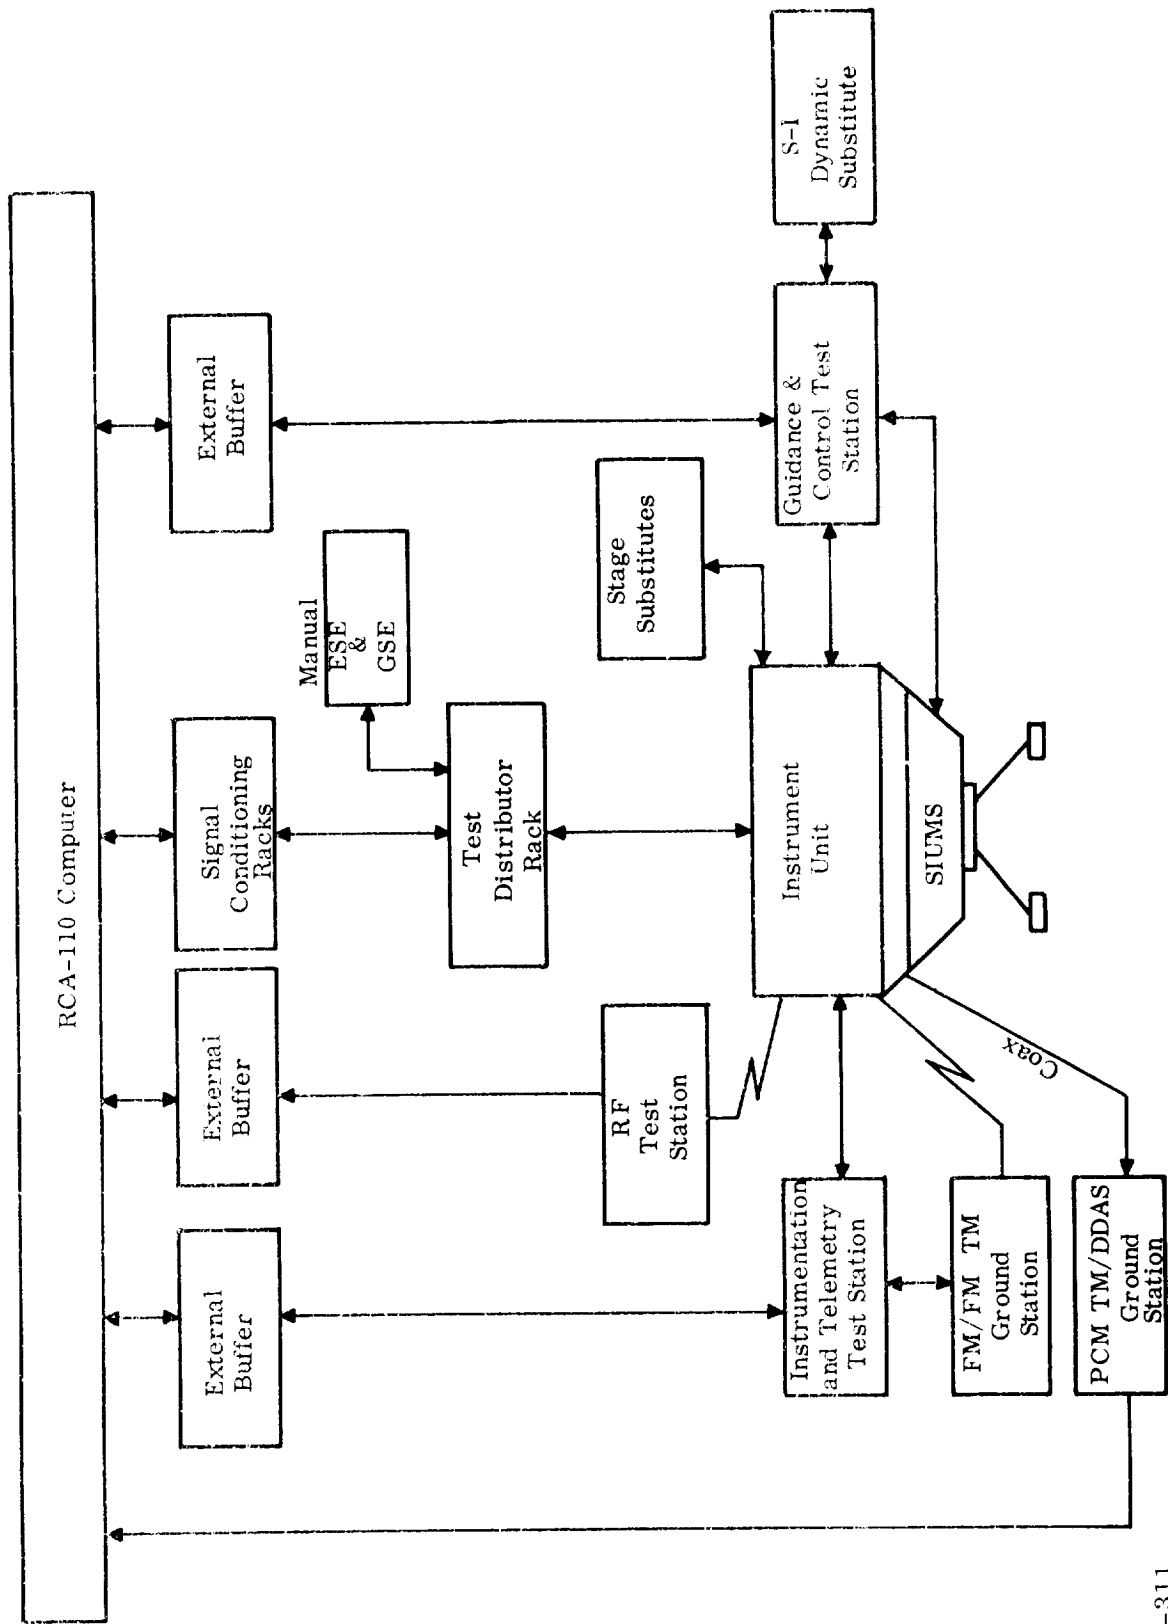 RCA-110 Computer
External
Buffer
External
Buffer
Signal
Conditioning
Racks
External
Buffer
Manual
ESE
&
GSE
Test
Distributor
Rack
RF
Test
Station
Stage
Substitutes
Instrumentation
and Telemetry
Test Station
Instrument
Unit
Guidance &
Control Test
Station
S-I
Dynamic
Substitute
SIUMS
Coax
FM/FM TM
Ground
Station
PCM TM/DDAS
Ground
Station
-311